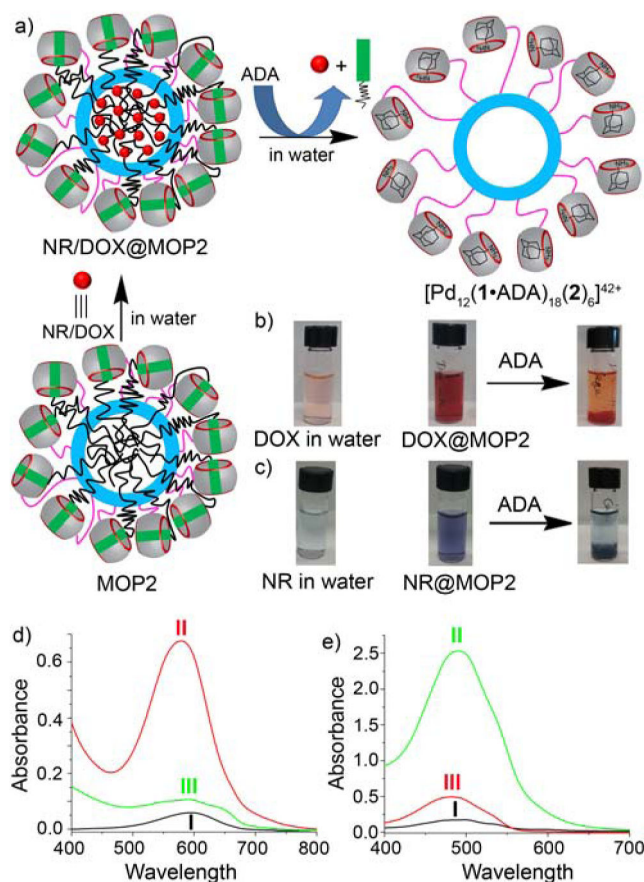 a)
ADA
+
in water
NR/DOX@MOP2
[Pd12(1•ADA)18(2)6]42+
NR/DOX
in water
b)
ADA
DOX in water
DOX@MOP2
c)
ADA
NR in water
NR@MOP2
MOP2
d)
II
III
I
0.6
0.4
0.2
0.0
Absorbance
400 500 600 700 800
Wavelength
e)
II
III
I
2.5
2.0
1.5
1.0
0.5
0.0
Absorbance
400 500 600 700
Wavelength